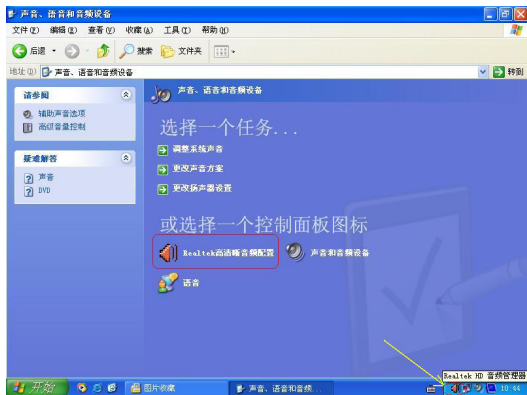 声音、语音和音频设备
文件(F) 编辑(E) 查看(V) 收藏(A) 工具(T) 帮助(H)
后退 搜索 文件夹
地址(D) 声音、语音和音频设备 转到
请参阅
辅助声音选项
高级音量控制
疑难解答
声音
DVD
声音、语音和音频设备
选择一个任务...
调整系统声音
更改声音方案
更改扬声器设置
或选择一个控制面板图标
Realtek高清晰音频配置 声音和音频设备
语音
Realtek HD 音频管理器
开始 图片收藏 声音、语音和音频... 10:44